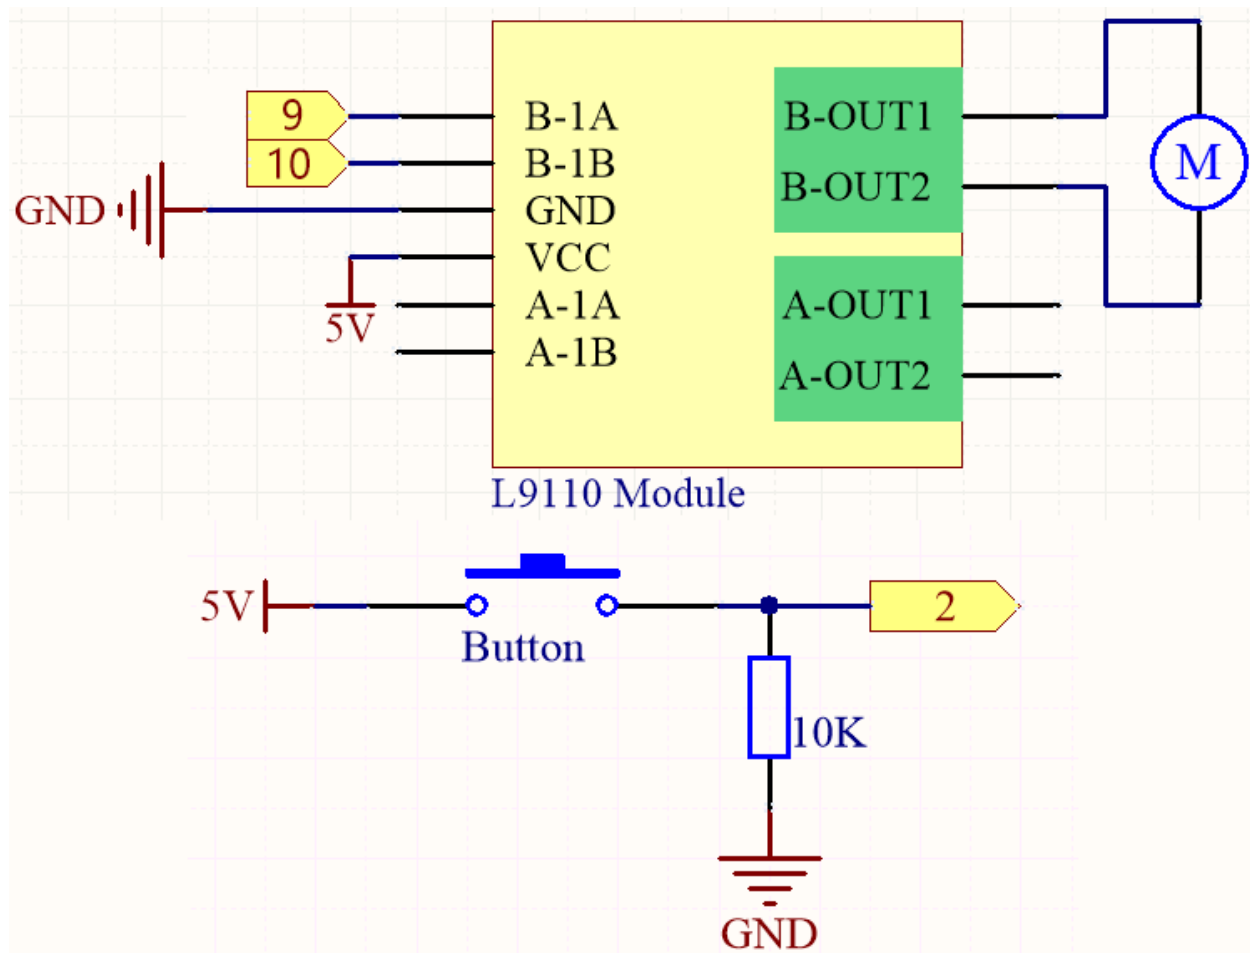 9
B-1A
B-OUT1
10
B-1B
M
B-OUT2
GND
GND
VCC
5V
A-1A
A-OUT1
A-1B
A-OUT2
L9110 Module
5V
Button
2
10K
GND